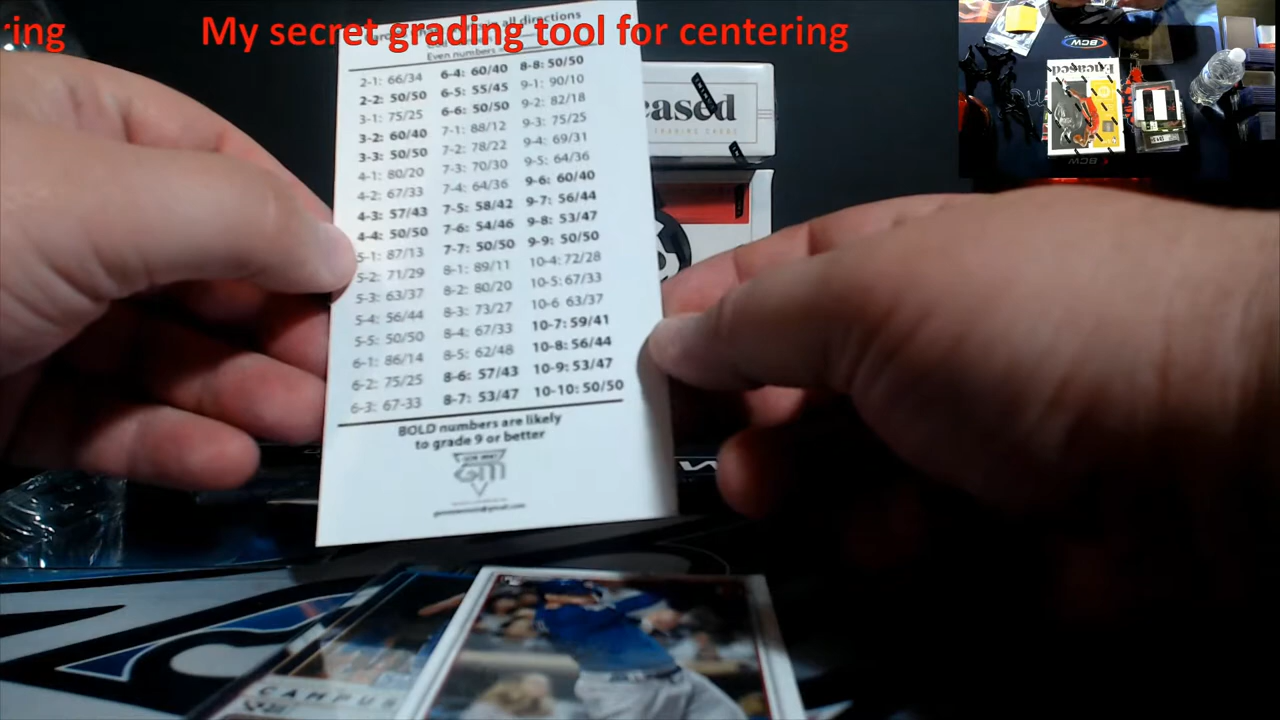 ring My secret grading tool for centering
all directions
Even numbers
2-1: 66/34 6-4: 60/40 8-8: 50/50
2-2: 50/50 6-5: 55/45 9-1: 90/10
3-1: 75/25 6-6: 50/50 9-2: 82/18
3-2: 60/40 7-1: 88/12 9-3: 75/25
3-3: 50/50 7-2: 78/22 9-4: 69/31
4-1: 80/20 7-3: 70/30 9-5: 64/36
4-2: 67/33 7-4: 64/36 9-6: 60/40
4-3: 57/43 7-5: 58/42 9-7: 56/44
4-4: 50/50 7-6: 54/46 9-8: 53/47
5-1: 87/13 7-7: 50/50 9-9: 50/50
5-2: 71/29 8-1: 89/11 10-4: 72/28
5-3: 63/37 8-2: 80/20 10-5: 67/33
5-4: 56/44 8-3: 73/27 10-6 63/37
5-5: 50/50 8-4: 67/33 10-7: 59/41
6-1: 86/14 8-5: 62/48 10-8: 56/44
6-2: 75/25 8-6: 57/43 10-9: 53/47
6-3: 67-33 8-7: 53/47 10-10: 50/50
BOLD numbers are likely
to grade 9 or better
GM
ased
TRADING CARDS
CAMPUS
BCW
Encased
BCW